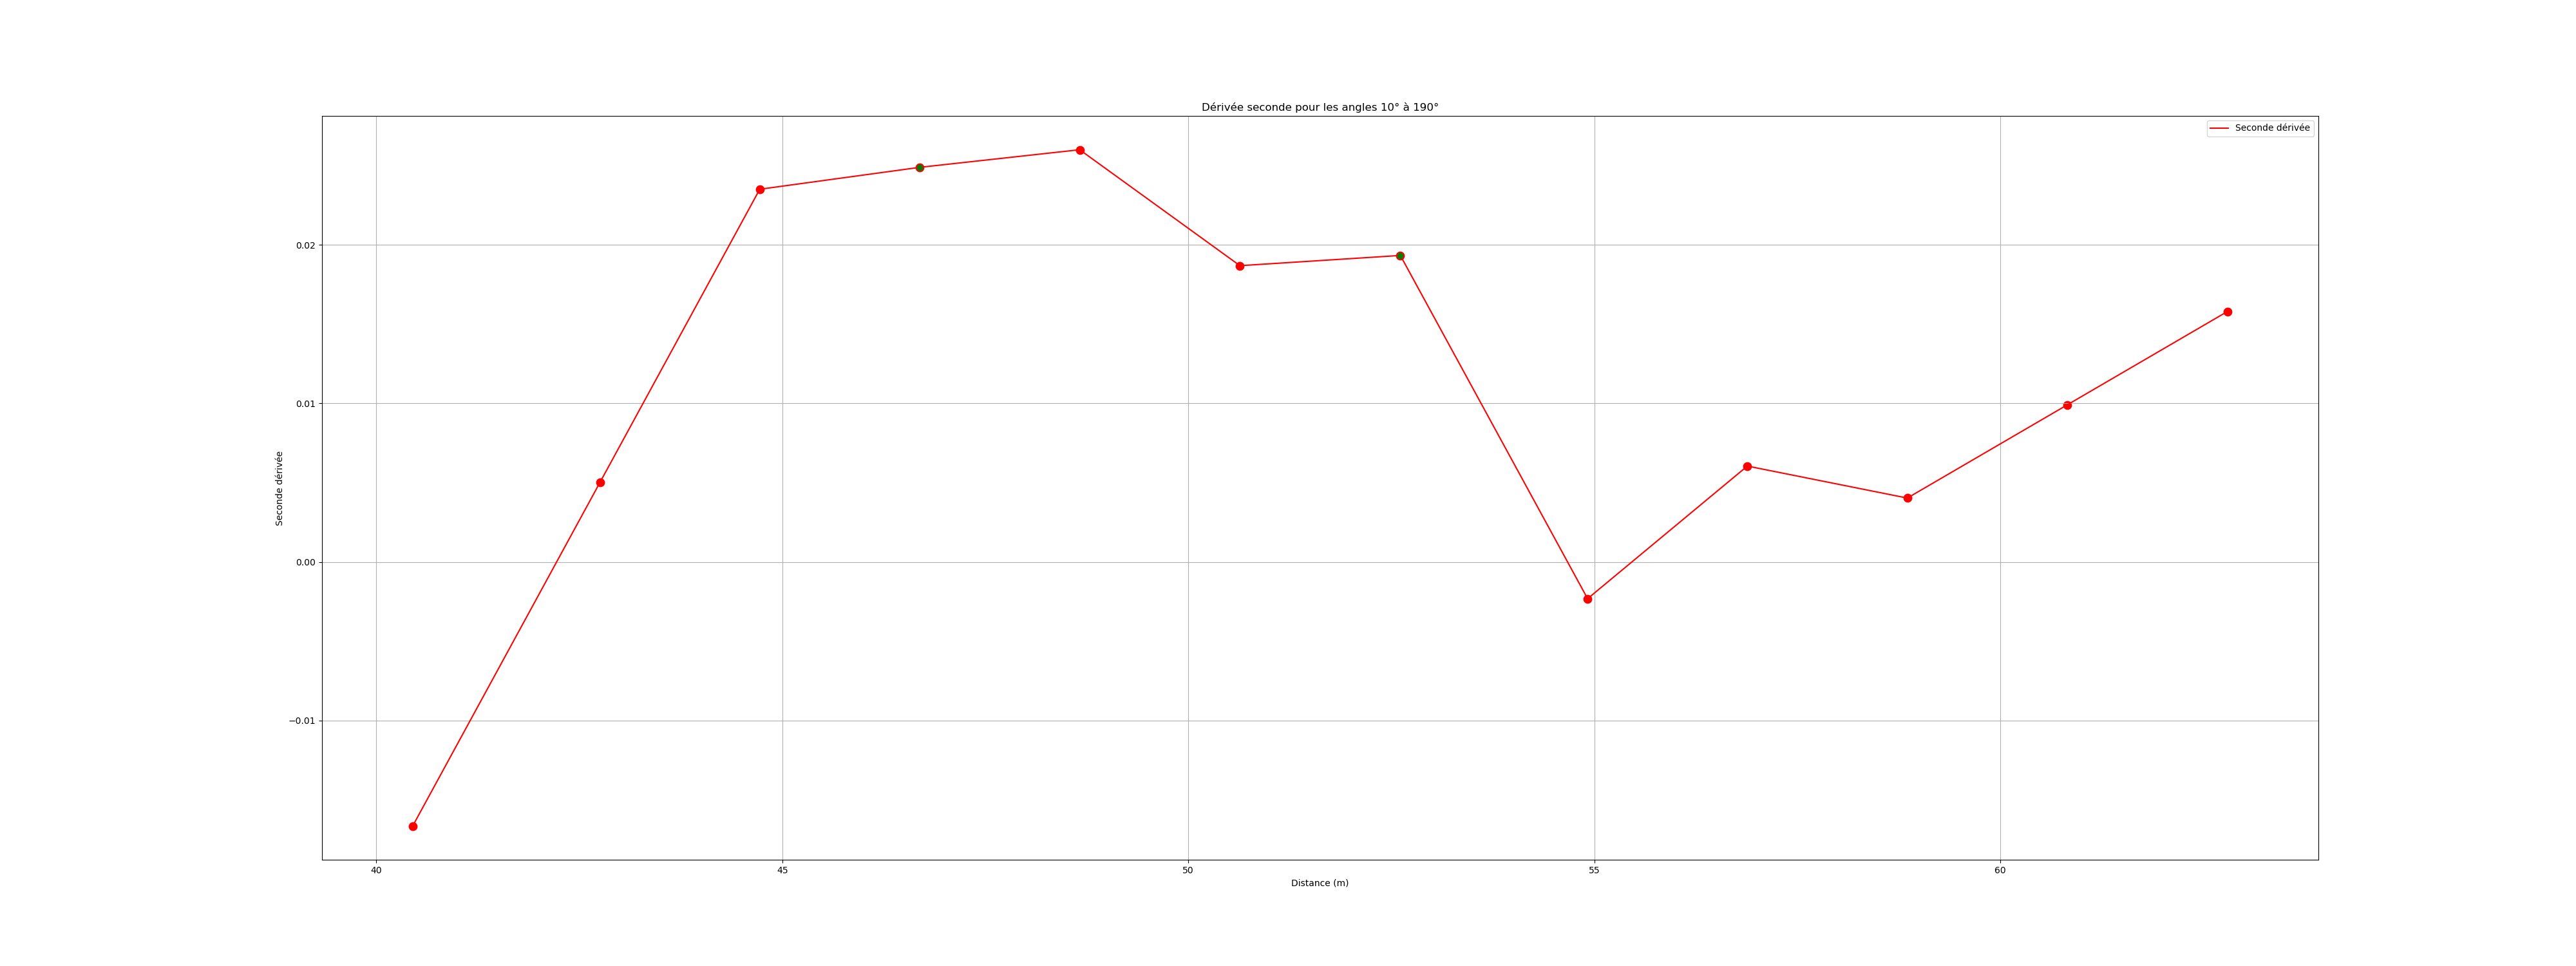 Dérivée seconde pour les angles 10° à 190°
Seconde dérivée
0.02
0.01
0.00
−0.01
Seconde dérivée
40
45
50
55
60
Distance (m)